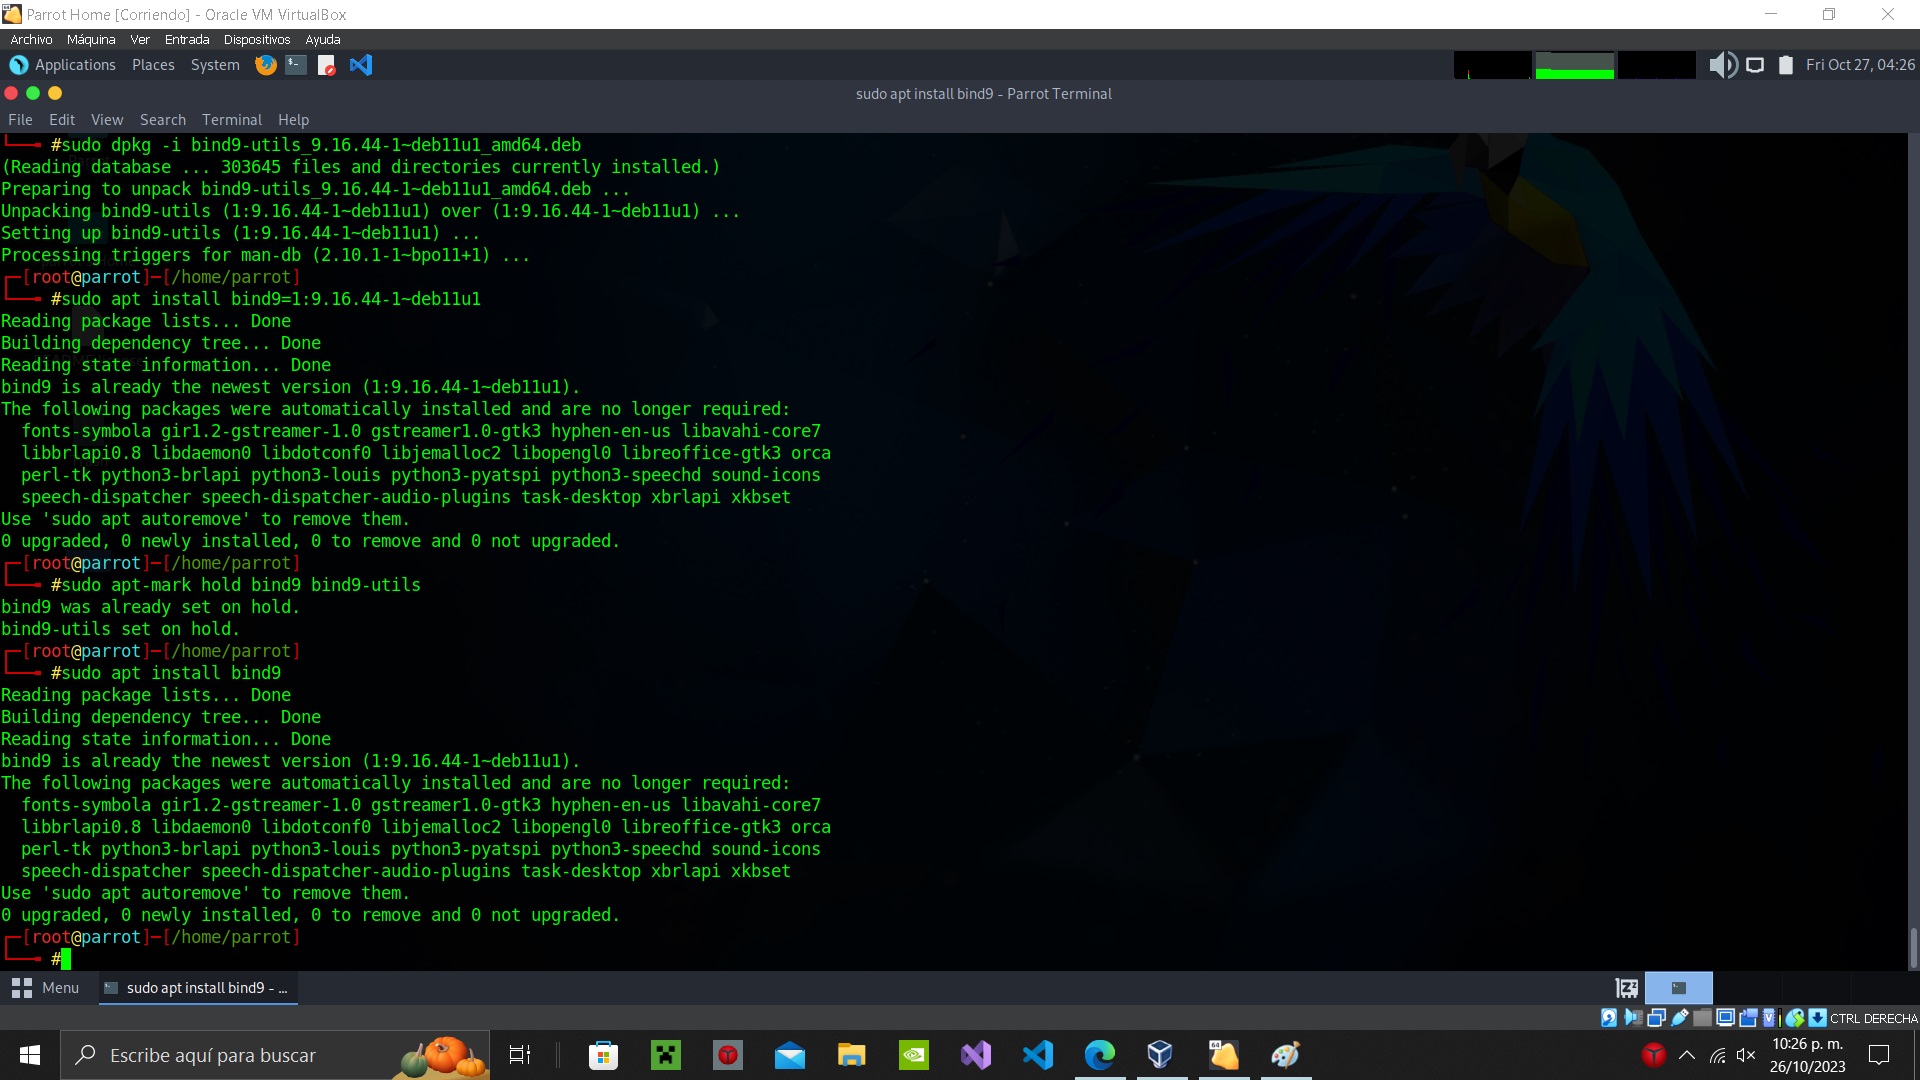 Parrot Home [Corriendo] - Oracle VM VirtualBox
Archivo Máquina Ver Entrada Dispositivos Ayuda
Applications Places System Fri Oct 27, 04:26
sudo apt install bind9 - Parrot Terminal
File Edit View Search Terminal Help
#sudo dpkg -i bind9-utils_9.16.44-1~deb11u1_amd64.deb
(Reading database ... 303645 files and directories currently installed.)
Preparing to unpack bind9-utils_9.16.44-1~deb11u1_amd64.deb ...
Unpacking bind9-utils (1:9.16.44-1~deb11u1) over (1:9.16.44-1~deb11u1) ...
Setting up bind9-utils (1:9.16.44-1~deb11u1) ...
Processing triggers for man-db (2.10.1-1~bpo11+1) ...
┌─[root@parrot]─[/home/parrot]
└──╼ #sudo apt install bind9=1:9.16.44-1~deb11u1
Reading package lists... Done
Building dependency tree... Done
Reading state information... Done
bind9 is already the newest version (1:9.16.44-1~deb11u1).
The following packages were automatically installed and are no longer required:
fonts-symbola gir1.2-gstreamer-1.0 gstreamer1.0-gtk3 hyphen-en-us libavahi-core7
libbrlapi0.8 libdaemon0 libdotconf0 libjemalloc2 libopengl0 libreoffice-gtk3 orca
perl-tk python3-brlapi python3-louis python3-pyatspi python3-speechd sound-icons
speech-dispatcher speech-dispatcher-audio-plugins task-desktop xbrlapi xkbset
Use 'sudo apt autoremove' to remove them.
0 upgraded, 0 newly installed, 0 to remove and 0 not upgraded.
┌─[root@parrot]─[/home/parrot]
└──╼ #sudo apt-mark hold bind9 bind9-utils
bind9 was already set on hold.
bind9-utils set on hold.
┌─[root@parrot]─[/home/parrot]
└──╼ #sudo apt install bind9
Reading package lists... Done
Building dependency tree... Done
Reading state information... Done
bind9 is already the newest version (1:9.16.44-1~deb11u1).
The following packages were automatically installed and are no longer required:
fonts-symbola gir1.2-gstreamer-1.0 gstreamer1.0-gtk3 hyphen-en-us libavahi-core7
libbrlapi0.8 libdaemon0 libdotconf0 libjemalloc2 libopengl0 libreoffice-gtk3 orca
perl-tk python3-brlapi python3-louis python3-pyatspi python3-speechd sound-icons
speech-dispatcher speech-dispatcher-audio-plugins task-desktop xbrlapi xkbset
Use 'sudo apt autoremove' to remove them.
0 upgraded, 0 newly installed, 0 to remove and 0 not upgraded.
┌─[root@parrot]─[/home/parrot]
└──╼ #
Menu sudo apt install bind9 - ...
CTRL DERECHA
Escribe aquí para buscar
10:26 p. m.
26/10/2023